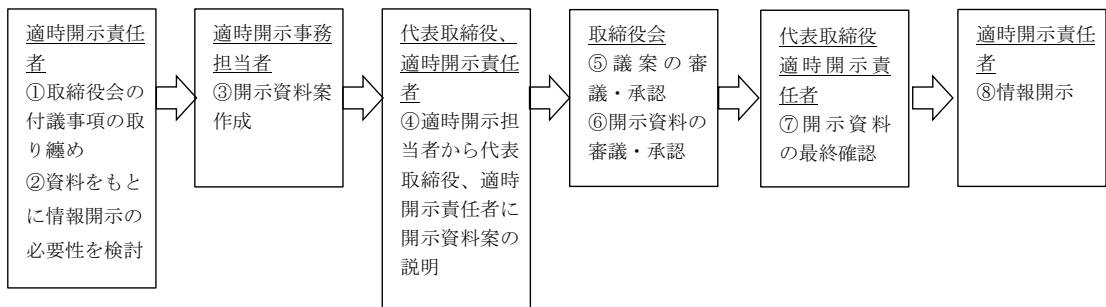 適時開示責任
者
①取締役会の
付議事項の取
り纏め
②資料をもと
に情報開示の
必要性を検討
適時開示事務
担当者
③開示資料案
作成
代表取締役、
適時開示責任
者
④適時開示担
当者から代表
取締役、適時
開示責任者に
開示資料案の
説明
取締役会
⑤議案の審
議・承認
⑥開示資料の
審議・承認
代表取締役
適時開示責
任者
⑦開示資料
の最終確認
適時開示責任
者
⑧情報開示